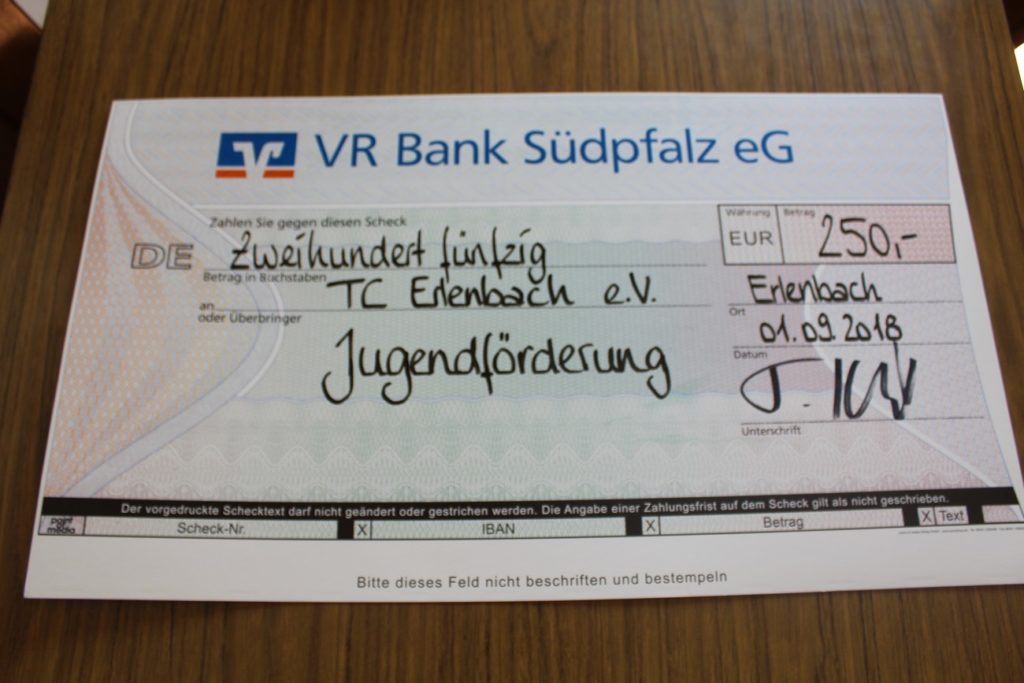 VR Bank Südpfalz eG
Zahlen Sie gegen diesen Scheck
Währung
Betrag
DE
Zweihundert fünfzig
EUR
250,-
Betrag in Buchstaben
TC Erlenbach e.V.
Erlenbach
an
oder Überbringer
Ort
Jugendförderung
01.09.2018
Datum
Unterschrift
Der vorgedruckte Schecktext darf nicht geändert oder gestrichen werden. Die Angabe einer Zahlungsfrist auf dem Scheck gilt als nicht geschrieben.
point of media
Scheck-Nr.
X
IBAN
X
Betrag
X
Text
Bitte dieses Feld nicht beschriften und bestempeln